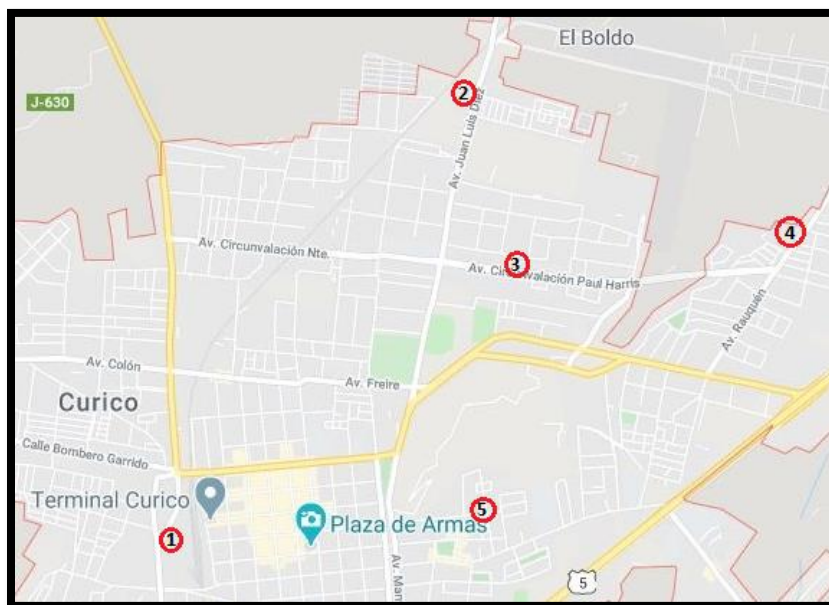 El Boldo
J-630
2
Av. Juan Luis Diez
4
Av. Circunvalación Nte.
3
Av. Circunvalación Paul Harris
Av. Rauquén
Av. Colón
Av. Freire
Curico
Calle Bombero Garrido
Terminal Curico
5
Plaza de Armas
1
Av. Man
5